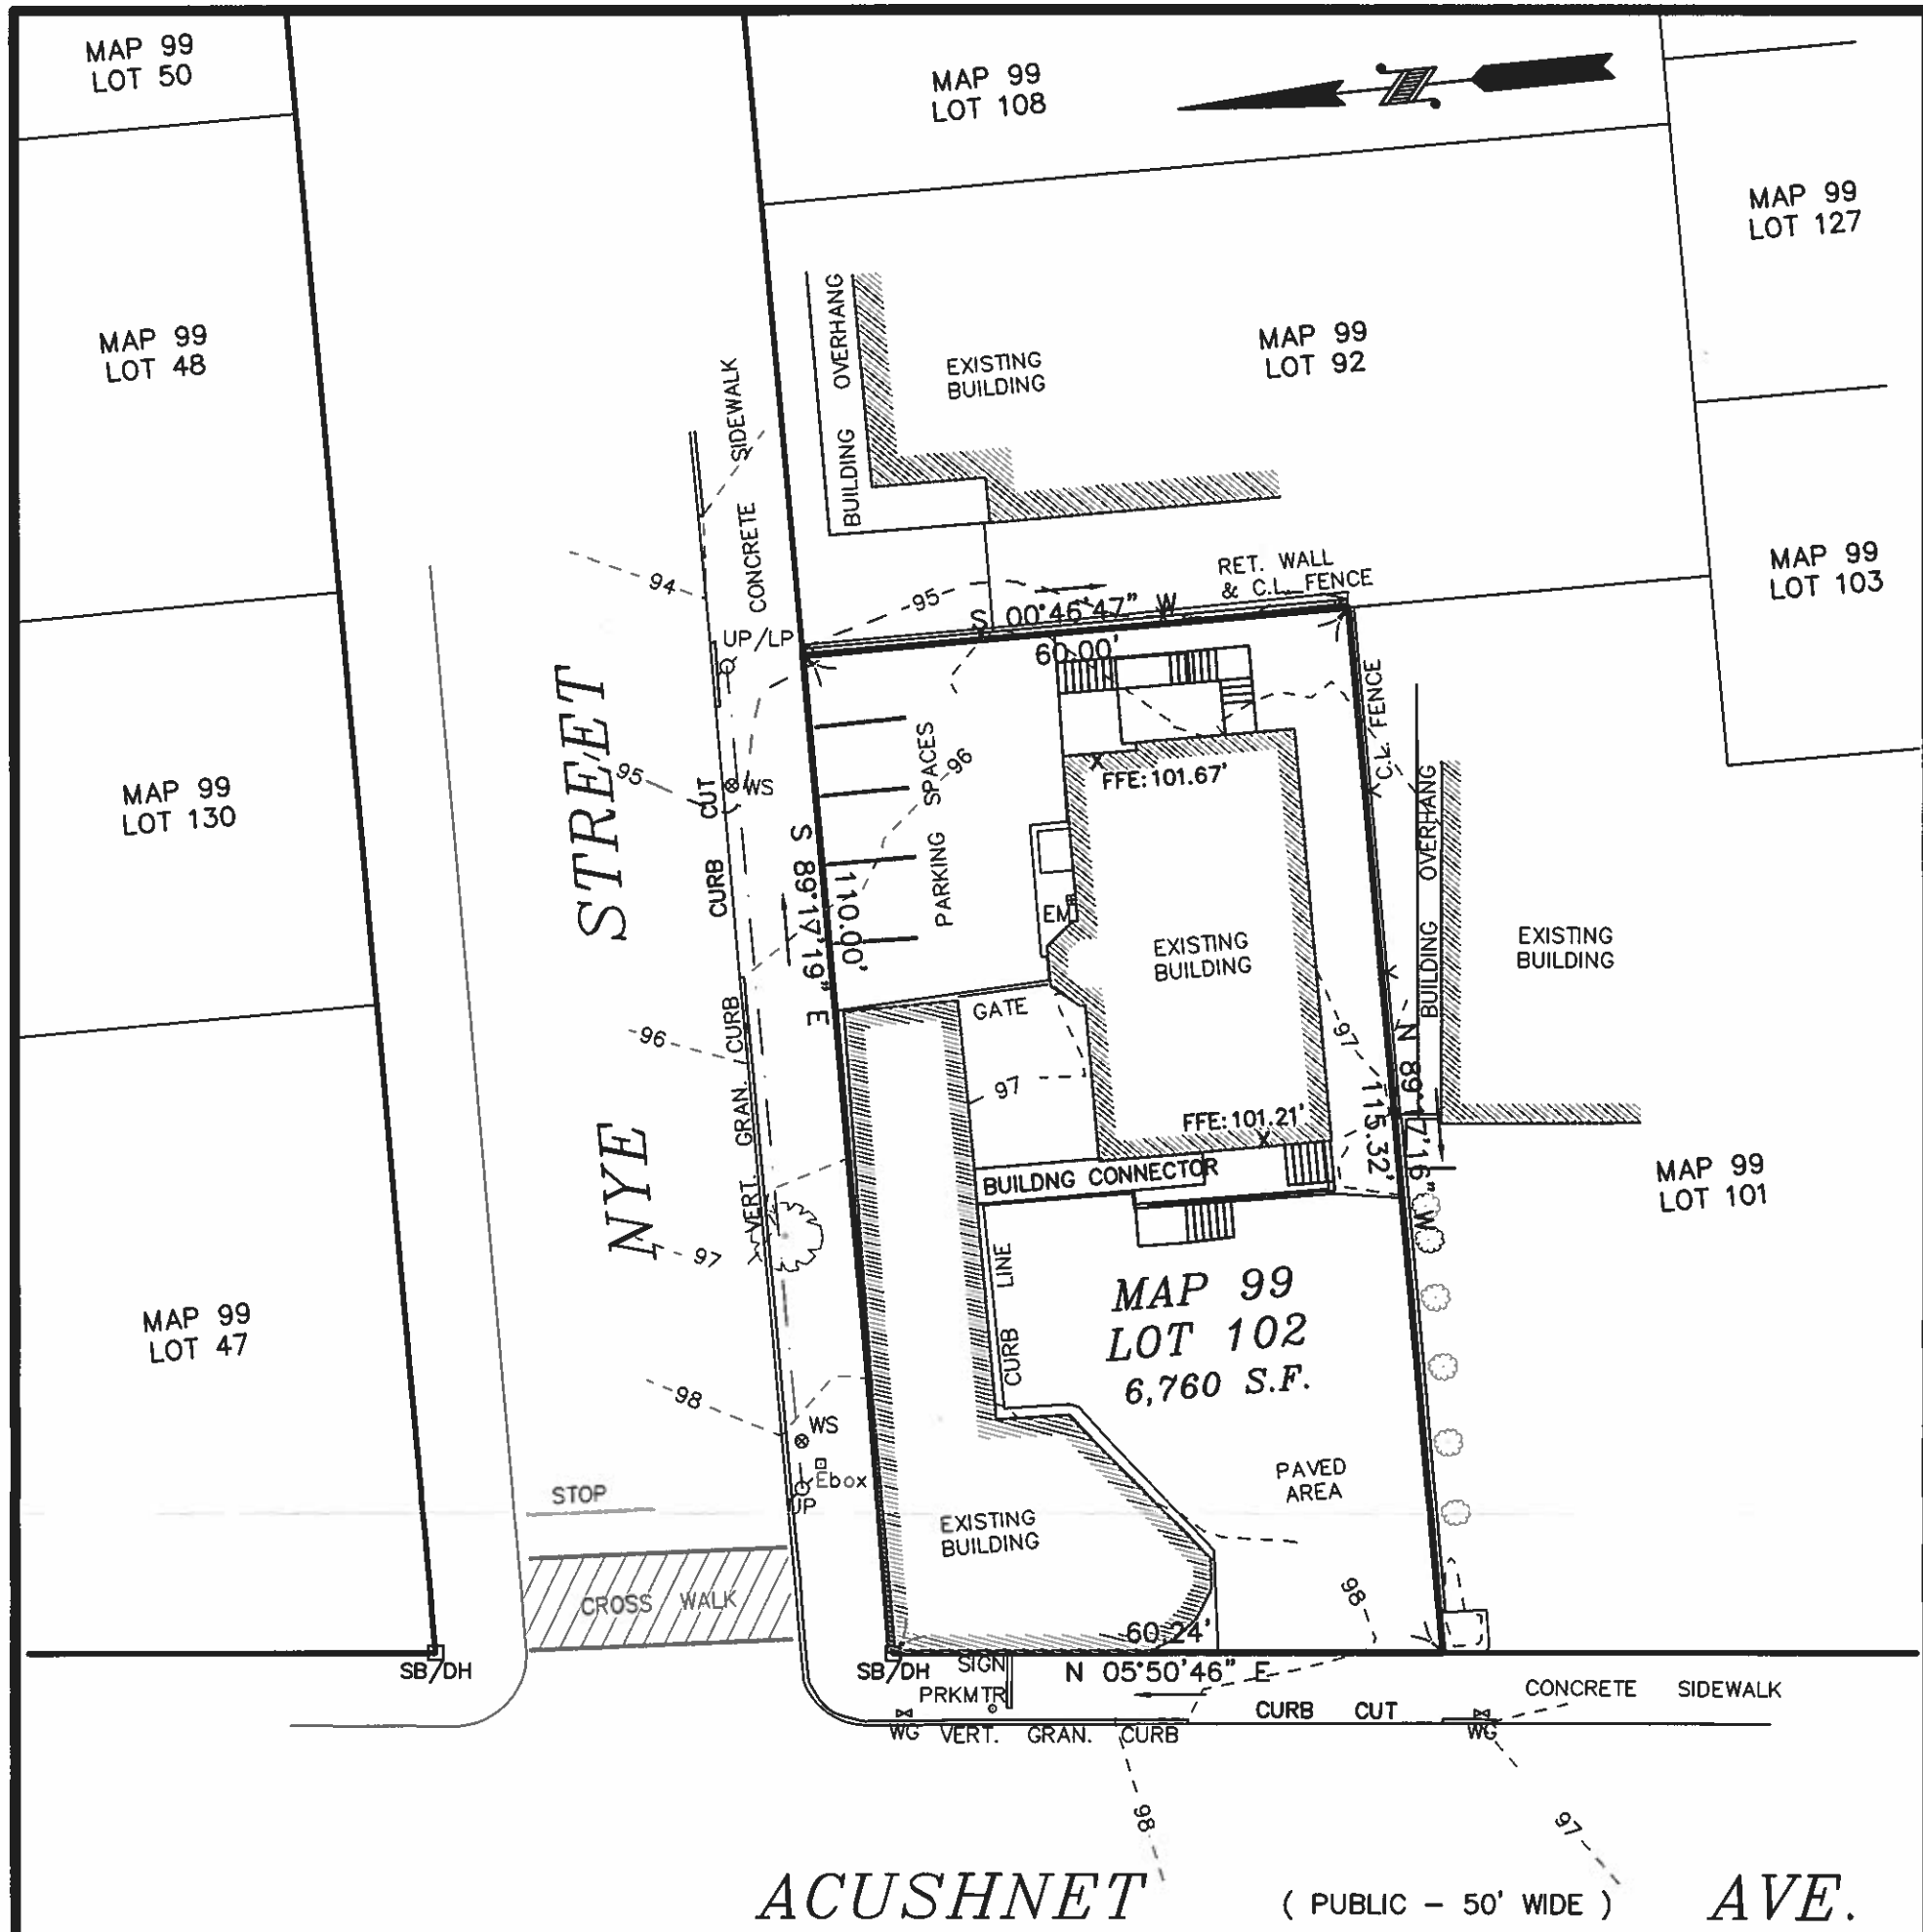 MAP 99
LOT 50
MAP 99
LOT 108
MAP 99
LOT 127
MAP 99
LOT 48
BUILDING OVERHANG
EXISTING
BUILDING
MAP 99
LOT 92
CONCRETE SIDEWALK
94
95
RET. WALL
& C.L. FENCE
MAP 99
LOT 103
S 00°46'47" W
60.00'
UP/LP
C.L. FENCE
NYE STREET
95
WS
CURB CUT
PARKING SPACES
96
FFE: 101.67'
MAP 99
LOT 130
S 89°17'19" E
110.00'
EM
EXISTING
BUILDING
BUILDING OVERHANG
EXISTING
BUILDING
GATE
96
VERT. GRAN. CURB
97
97
N 89°17'16" W
115.32'
FFE: 101.21'
BUILDNG CONNECTOR
MAP 99
LOT 101
97
CURB LINE
MAP 99
LOT 102
6,760 S.F.
MAP 99
LOT 47
98
WS
Ebox
UP
STOP
PAVED
AREA
EXISTING
BUILDING
CROSS WALK
98
60.24'
SB/DH
SB/DH
SIGN
N 05°50'46" E
PRKMTR
CURB CUT
CONCRETE SIDEWALK
WG
VERT. GRAN. CURB
WG
98
97
ACUSHNET ( PUBLIC - 50' WIDE ) AVE.